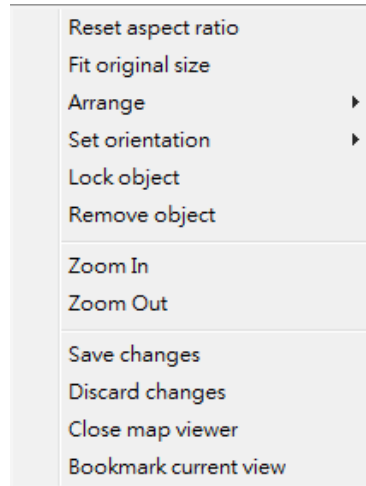 Reset aspect ratio
Fit original size
Arrange
Set orientation
Lock object
Remove object
Zoom In
Zoom Out
Save changes
Discard changes
Close map viewer
Bookmark current view